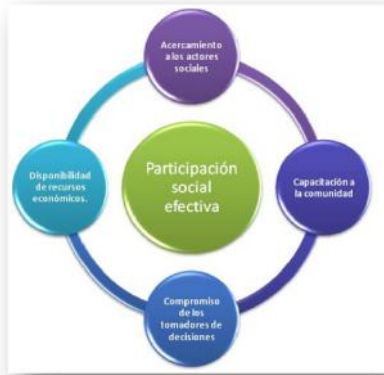 Acercamiento
a los actores
sociales
Disponibilidad
de recursos
económicos.
Participación
social
efectiva
Capacitación a
la comunidad
Compromiso
de los
tomadores de
decisiones